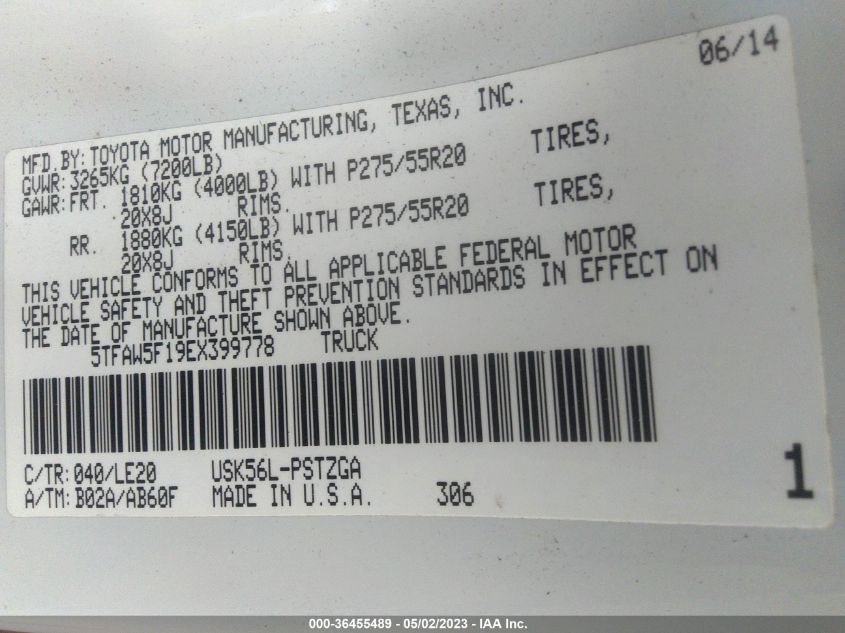 06/14
MFD.BY:TOYOTA MOTOR MANUFACTURING, TEXAS, INC.
GVWR:3265KG (7200LB)
GAWR:FRT. 1810KG (4000LB) WITH P275/55R20 TIRES,
20X8J RIMS.
RR. 1880KG (4150LB) WITH P275/55R20 TIRES,
20X8J RIMS.
THIS VEHICLE CONFORMS TO ALL APPLICABLE FEDERAL MOTOR
VEHICLE SAFETY AND THEFT PREVENTION STANDARDS IN EFFECT ON
THE DATE OF MANUFACTURE SHOWN ABOVE.
5TFAW5F19EX399778 TRUCK
C/TR:040/LE20 USK56L-PSTZGA
A/TM:B02A/AB60F MADE IN U.S.A. 306
1
000-36455489 - 05/02/2023 - IAA Inc.